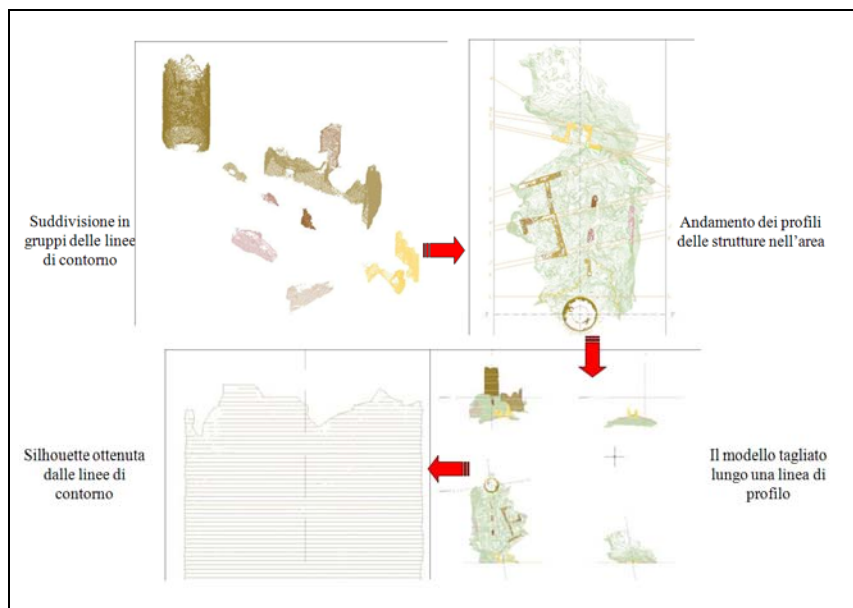 Suddivisione in
gruppi delle linee
di contorno
Andamento dei profili
delle strutture nell'area
Silhouette ottenuta
dalle linee di
contorno
Il modello tagliato
lungo una linea di
profilo